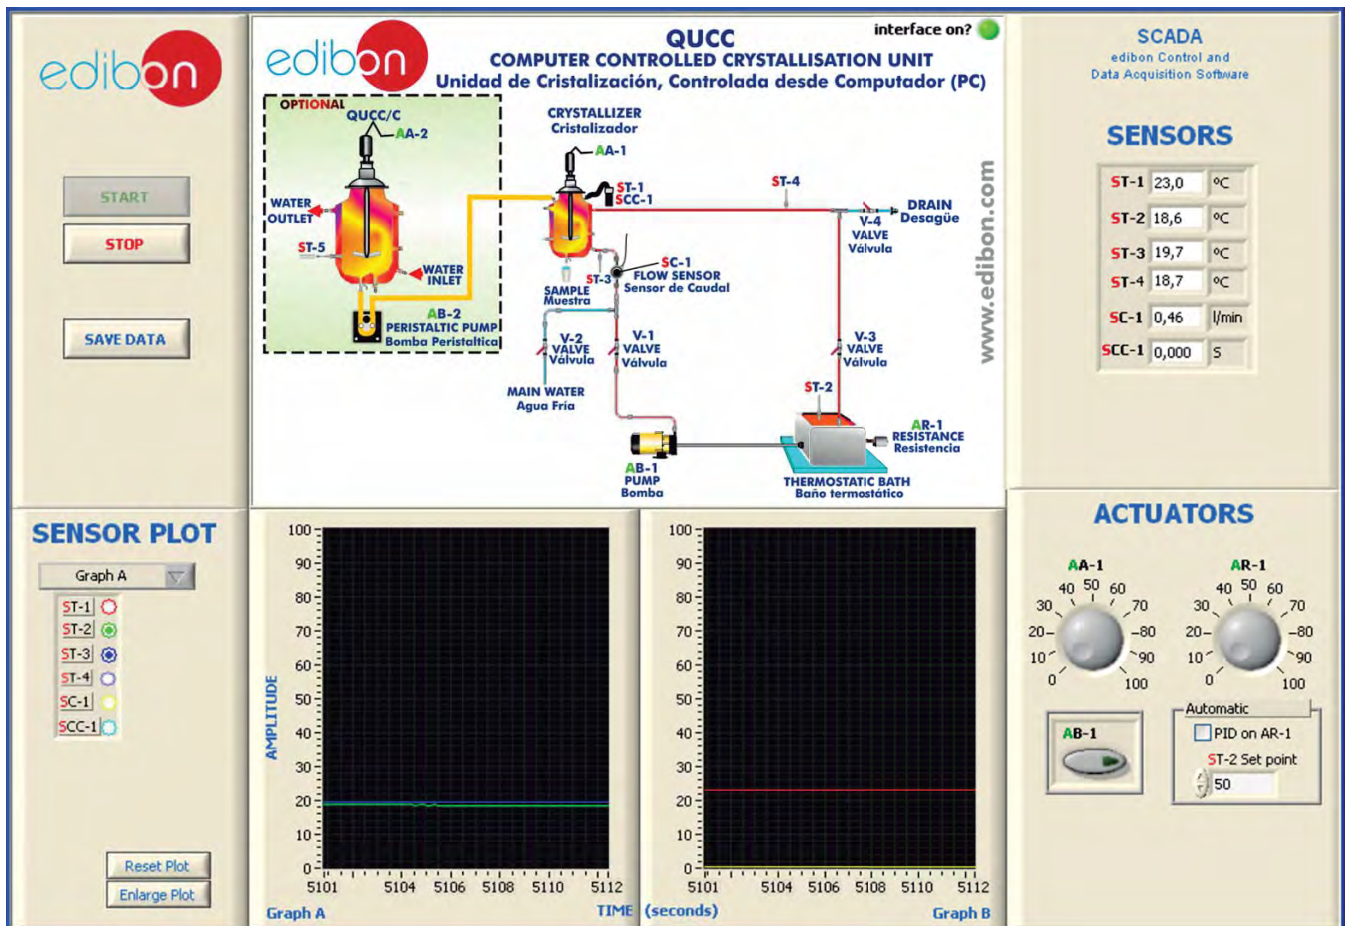 edibon
START
STOP
SAVE DATA
edibon
interface on?
QUCC
COMPUTER CONTROLLED CRYSTALLISATION UNIT
Unidad de Cristalización, Controlada desde Computador (PC)
OPTIONAL
QUCC/C
AA-2
WATER
OUTLET
ST-5
WATER
INLET
AB-2
PERISTALTIC PUMP
Bomba Peristaltica
CRYSTALLIZER
Cristalizador
AA-1
ST-1
SCC-1
ST-4
V-4
VALVE
Válvula
DRAIN
Desagüe
SC-1
FLOW SENSOR
Sensor de Caudal
ST-3
SAMPLE
Muestra
V-2
VALVE
Válvula
V-1
VALVE
Válvula
V-3
VALVE
Válvula
MAIN WATER
Agua Fría
ST-2
AR-1
RESISTANCE
Resistencia
AB-1
PUMP
Bomba
THERMOSTATIC BATH
Baño termostático
www.edibon.com
SCADA
edibon Control and
Data Acquisition Software
SENSORS
ST-1 23,0 ºC
ST-2 18,6 ºC
ST-3 19,7 ºC
ST-4 18,7 ºC
SC-1 0,46 l/min
SCC-1 0,000 S
SENSOR PLOT
Graph A
ST-1
ST-2
ST-3
ST-4
SC-1
SCC-1
Reset Plot
Enlarge Plot
AMPLITUDE
100
90
80
70
60
50
40
30
20
10
0
5101 5104 5106 5108 5110 5112
Graph A
TIME (seconds)
100
90
80
70
60
50
40
30
20
10
0
5101 5104 5106 5108 5110 5112
Graph B
ACTUATORS
AA-1
0 10 20 30 40 50 60 70 80 90 100
AR-1
0 10 20 30 40 50 60 70 80 90 100
AB-1
Automatic
PID on AR-1
ST-2 Set point
50